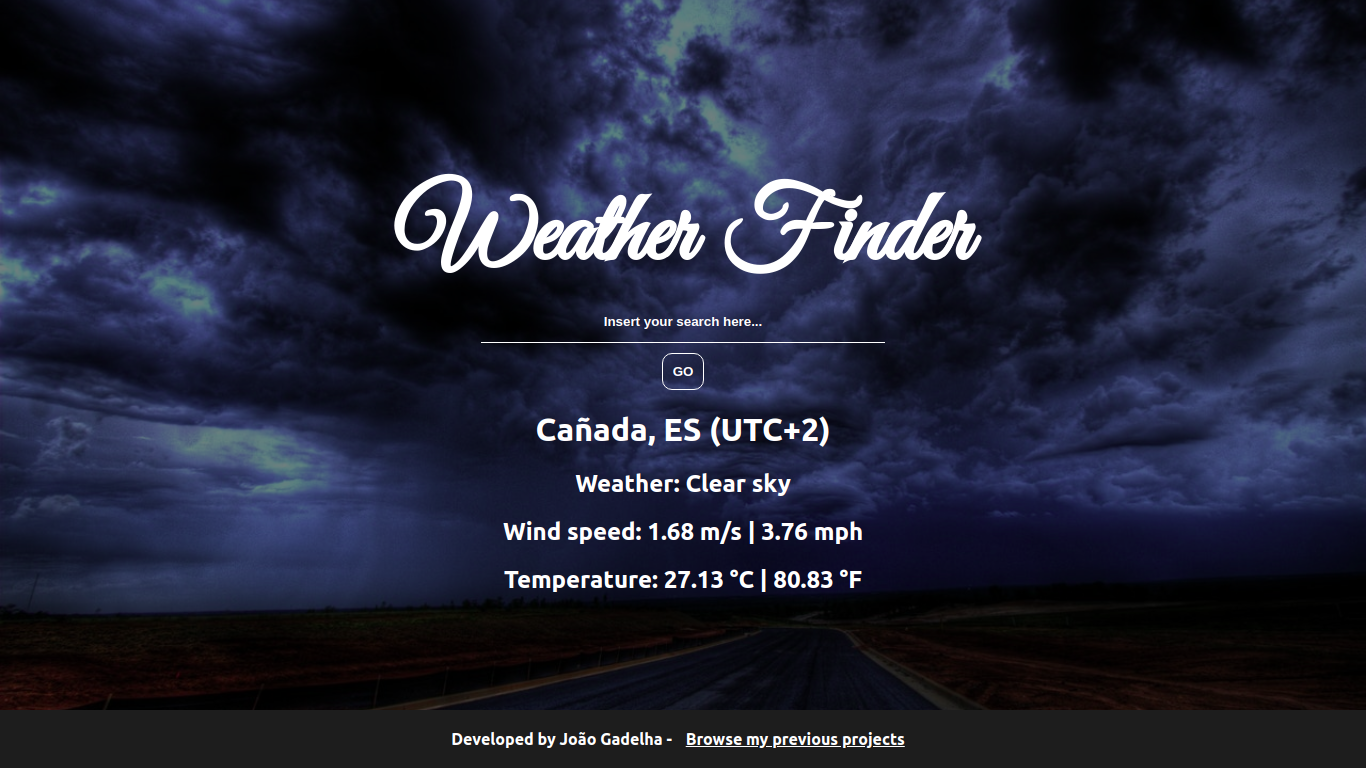 Weather Finder
Insert your search here...
GO
Cañada, ES (UTC+2)
Weather: Clear sky
Wind speed: 1.68 m/s | 3.76 mph
Temperature: 27.13 °C | 80.83 °F
Developed by João Gadelha - Browse my previous projects